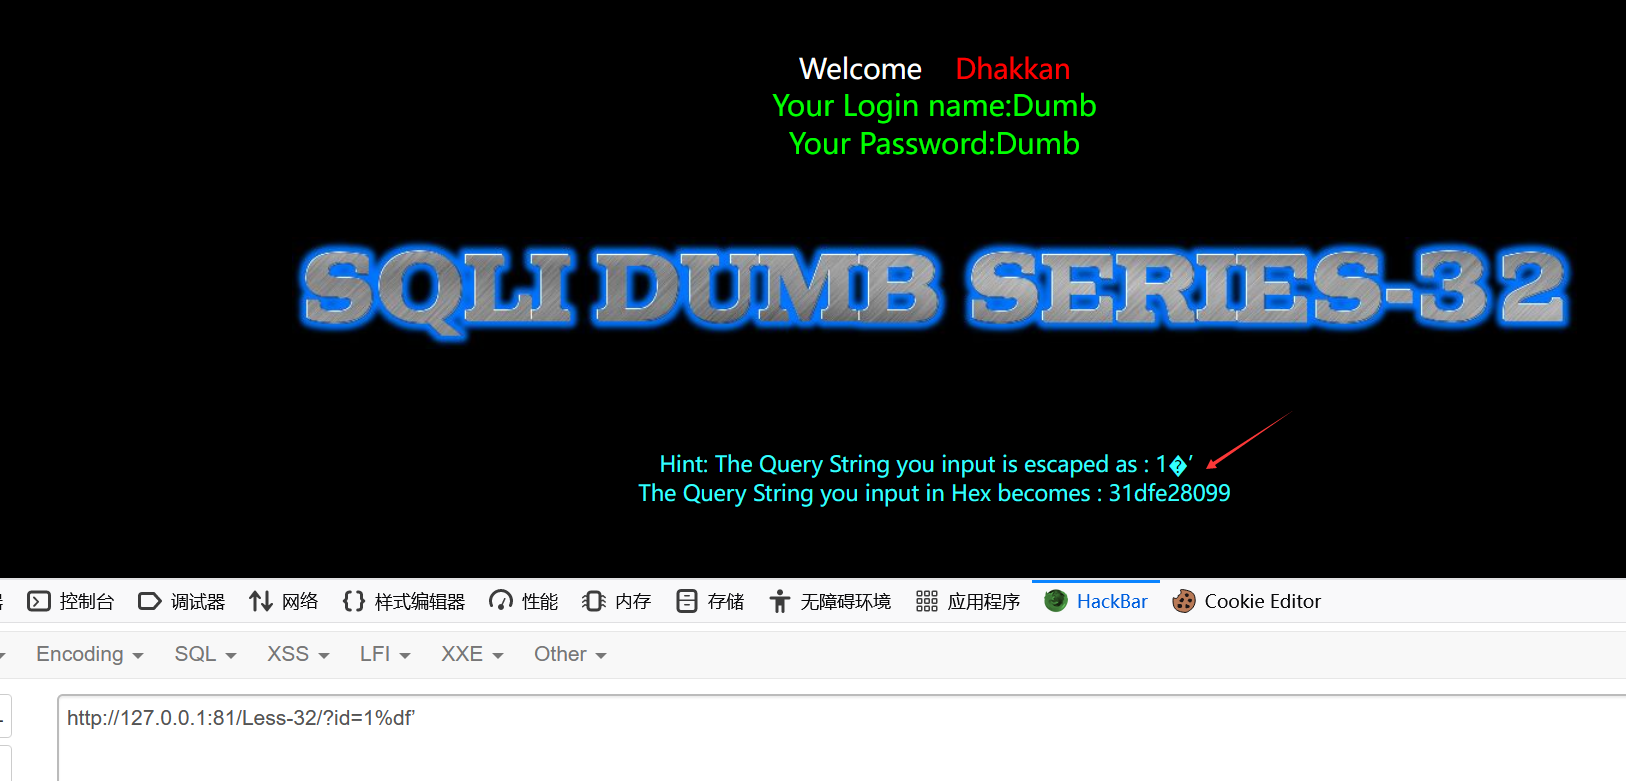 Welcome Dhakkan
Your Login name:Dumb
Your Password:Dumb
SQLI DUMB SERIES-32
Hint: The Query String you input is escaped as : 1�’
The Query String you input in Hex becomes : 31dfe28099
控制台 调试器 网络 样式编辑器 性能 内存 存储 无障碍环境 应用程序 HackBar Cookie Editor
Encoding SQL XSS LFI XXE Other
http://127.0.0.1:81/Less-32/?id=1%df’